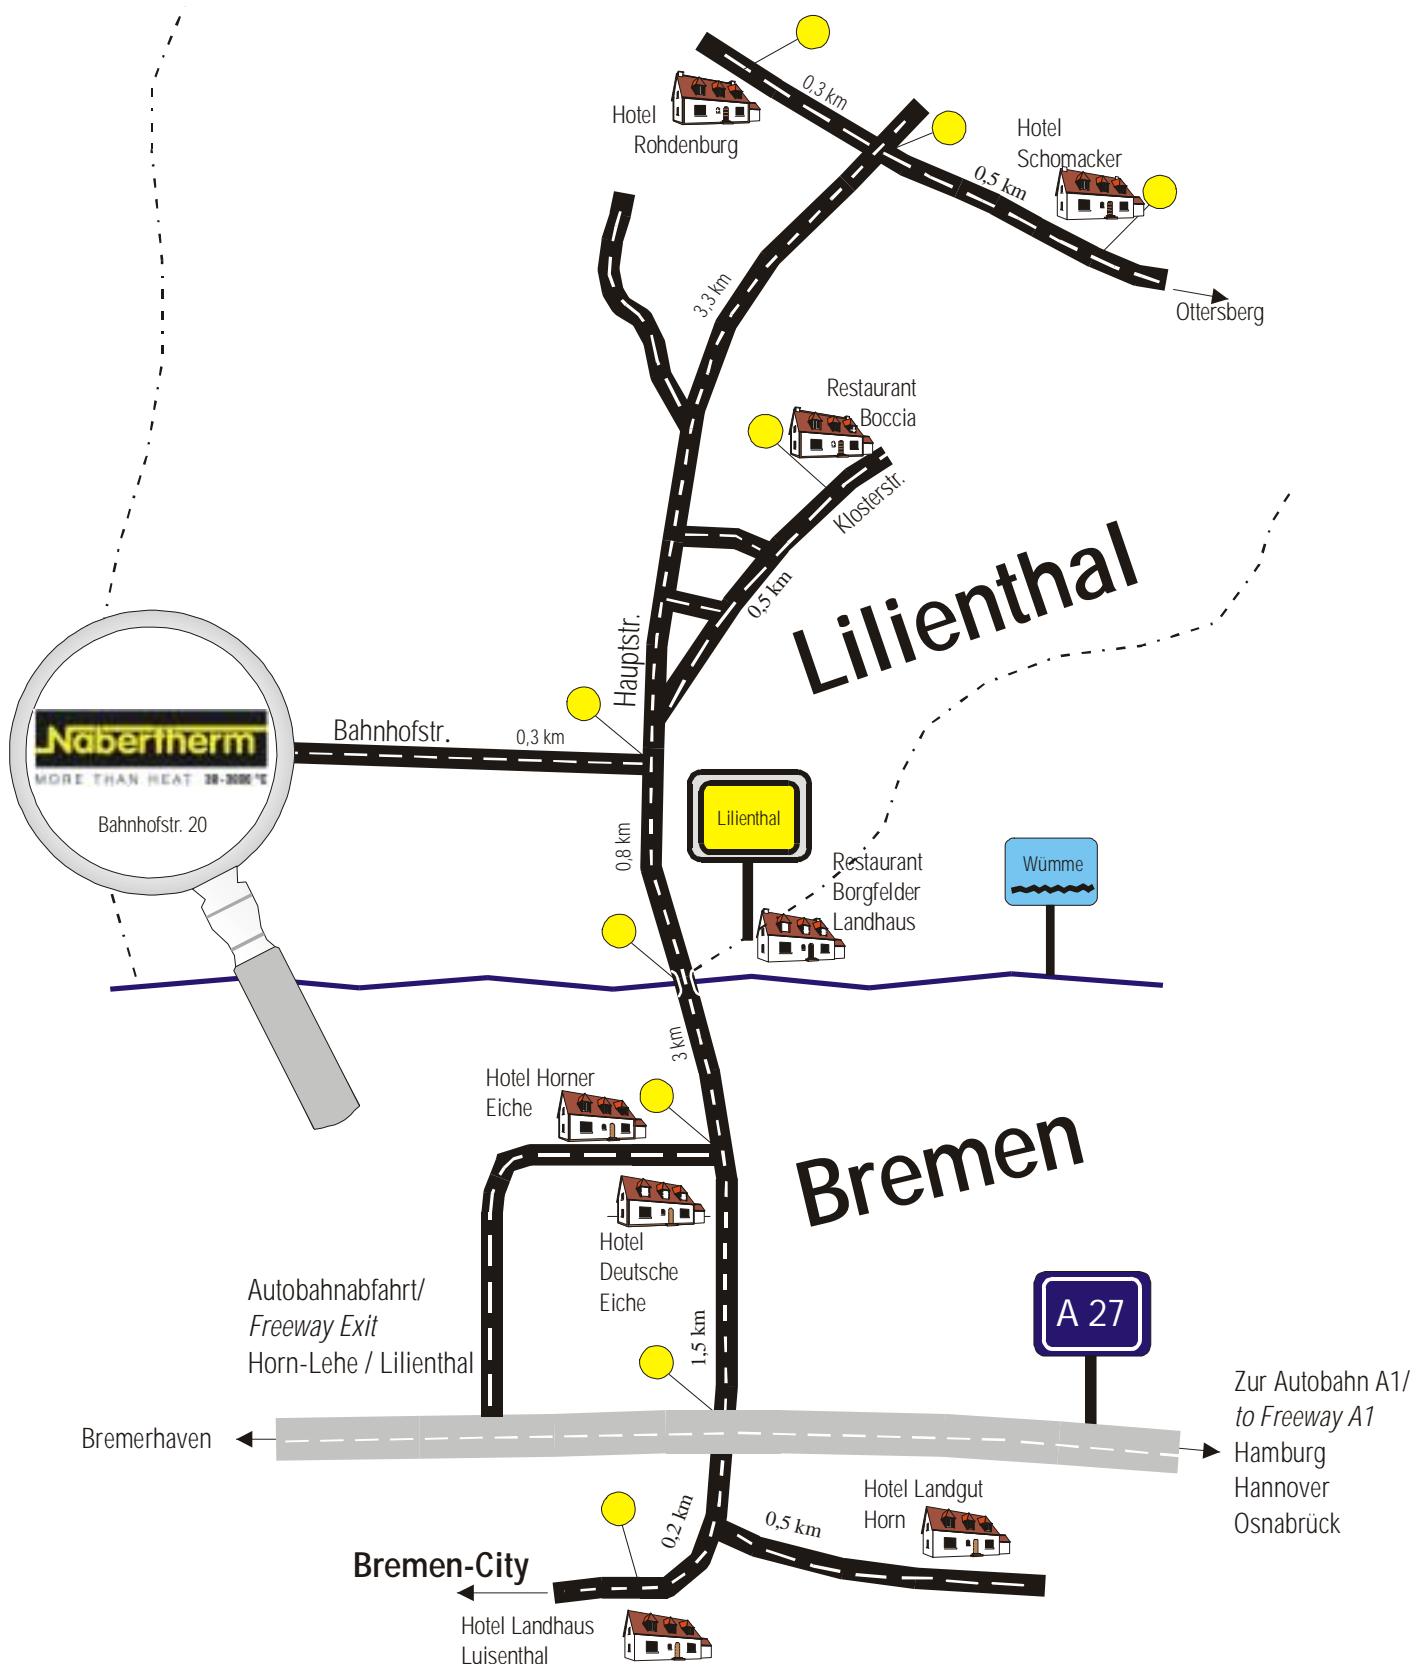 0,3 km
Hotel
Rohdenburg
Hotel
Schomacker
0,5 km
3,3 km
Ottersberg
Restaurant
Boccia
Klosterstr.
0,5 km
Lilienthal
Hauptstr.
Bahnhofstr.
0,3 km
Nabertherm
MORE THAN HEAT 30-3000 °C
Bahnhofstr. 20
Lilienthal
0,8 km
Restaurant
Borgfelder
Landhaus
Wümme
3 km
Hotel Horner
Eiche
Bremen
Hotel
Deutsche
Eiche
Autobahnabfahrt/
Freeway Exit
Horn-Lehe / Lilienthal
1,5 km
A 27
Zur Autobahn A1/
to Freeway A1
Hamburg
Hannover
Osnabrück
Bremerhaven
Hotel Landgut
Horn
0,2 km
0,5 km
Bremen-City
Hotel Landhaus
Luisenthal